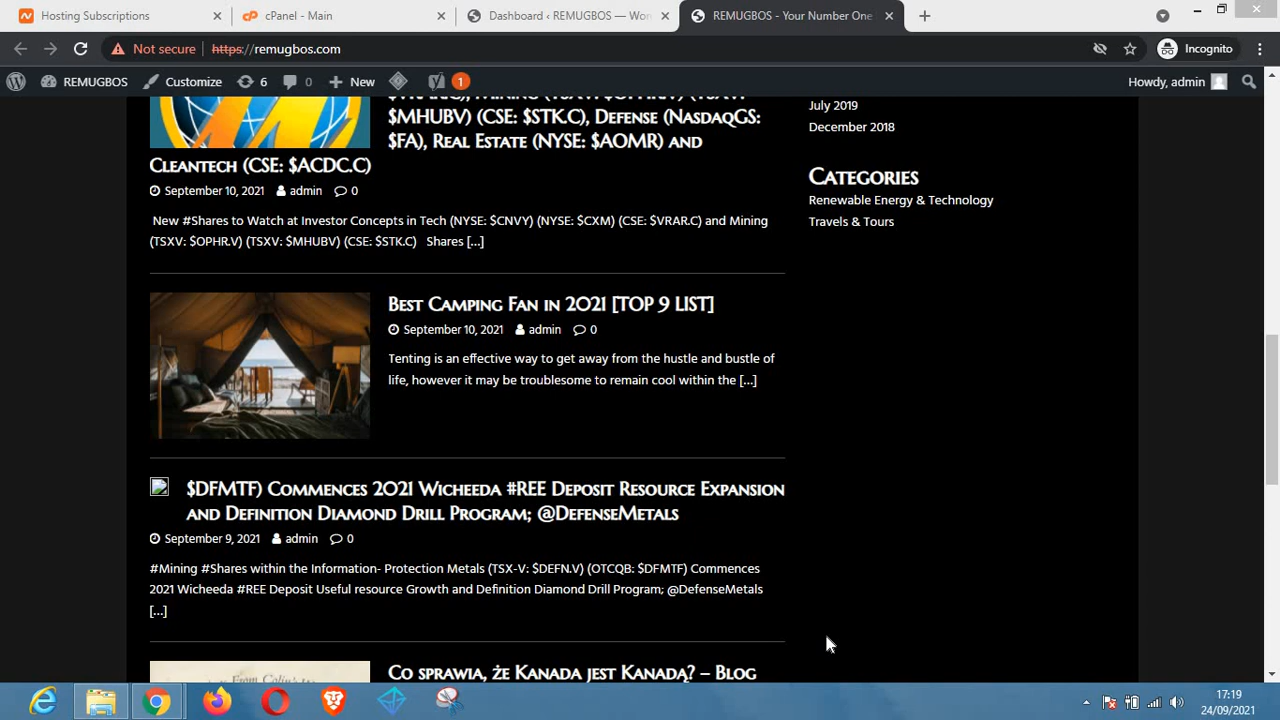 Hosting Subscriptions
cPanel - Main
Dashboard ‹ REMUGBOS — Wor
REMUGBOS - Your Number One
Not secure
https://remugbos.com
Incognito
REMUGBOS
Customize
6
0
New
1
Howdy, admin
$MHUBV) (CSE: $STK.C), Defense (NasdaqGS:
$FA), Real Estate (NYSE: $AOMR) and
Cleantech (CSE: $ACDC.C)
September 10, 2021 admin 0
New #Shares to Watch at Investor Concepts in Tech (NYSE: $CNVY) (NYSE: $CXM) (CSE: $VRAR.C) and Mining
(TSXV: $OPHR.V) (TSXV: $MHUBV) (CSE: $STK.C) Shares [...]
Best Camping Fan in 2021 [TOP 9 LIST]
September 10, 2021 admin 0
Tenting is an effective way to get away from the hustle and bustle of
life, however it may be troublesome to remain cool within the [...]
$DFMTF) Commences 2021 Wicheeda #REE Deposit Resource Expansion
and Definition Diamond Drill Program; @DefenseMetals
September 9, 2021 admin 0
#Mining #Shares within the Information- Protection Metals (TSX-V: $DEFN.V) (OTCQB: $DFMTF) Commences
2021 Wicheeda #REE Deposit Useful resource Growth and Definition Diamond Drill Program; @DefenseMetals
[...]
Co sprawia, że Kanada jest Kanadą? – Blog
July 2019
December 2018
Categories
Renewable Energy & Technology
Travels & Tours
17:19
24/09/2021